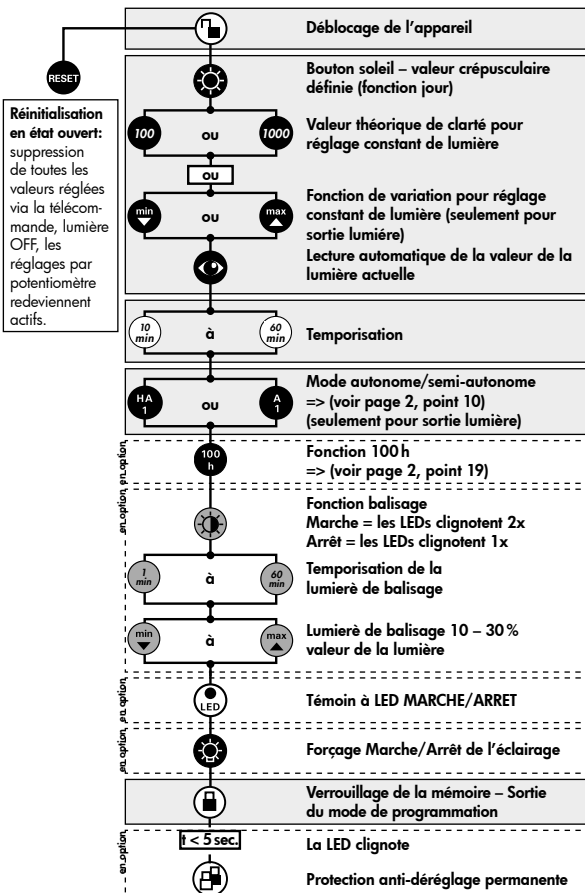 Déblocage de l'appareil
RESET
Réinitialisation
en état ouvert:
suppression
de toutes les
valeurs réglées
via la télécom-
mande, lumière
OFF, les
réglages par
potentiomètre
redeviennent
actifs.
Bouton soleil – valeur crépusculaire
définie (fonction jour)
100
ou
1000
Valeur théorique de clarté pour
réglage constant de lumière
ou
min
ou
max
Fonction de variation pour réglage
constant de lumière (seulement pour
sortie lumiére)
Lecture automatique de la valeur de la
lumière actuelle
10
min
à
60
min
Temporisation
HA
1
ou
A
1
Mode autonome/semi-autonome
=> (voir page 2, point 10)
(seulement pour sortie lumière)
en option
100
h
Fonction 100 h
=> (voir page 2, point 19)
en option
Fonction balisage
Marche = les LEDs clignotent 2x
Arrêt = les LEDs clignotent 1x
1
min
à
60
min
Temporisation de la
lumierè de balisage
min
à
max
Lumierè de balisage 10 – 30 %
valeur de la lumière
en option
LED
Témoin à LED MARCHE/ARRET
en option
Forçage Marche/Arrêt de l'éclairage
Verrouillage de la mémoire – Sortie
du mode de programmation
en option
t < 5 sec.
La LED clignote
Protection anti-déréglage permanente